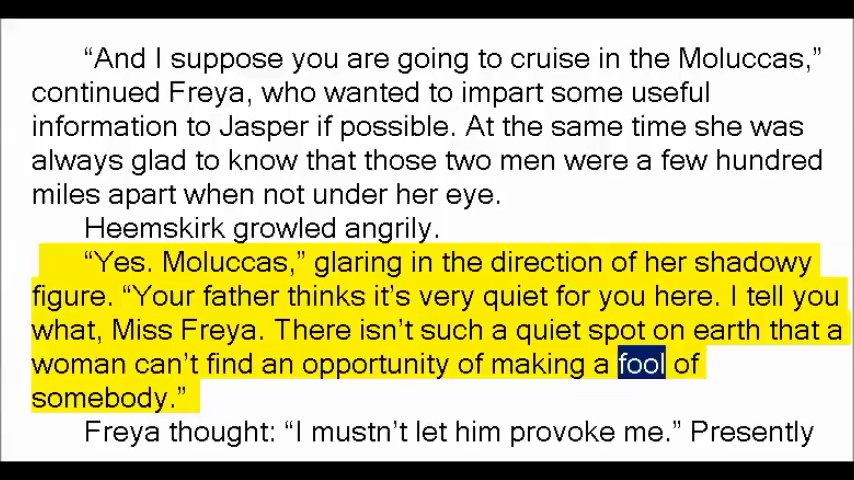 “And I suppose you are going to cruise in the Moluccas,”
continued Freya, who wanted to impart some useful
information to Jasper if possible. At the same time she was
always glad to know that those two men were a few hundred
miles apart when not under her eye.
Heemskirk growled angrily.
“Yes. Moluccas,” glaring in the direction of her shadowy
figure. “Your father thinks it’s very quiet for you here. I tell you
what, Miss Freya. There isn’t such a quiet spot on earth that a
woman can’t find an opportunity of making a fool of
somebody.”
Freya thought: “I mustn’t let him provoke me.” Presently